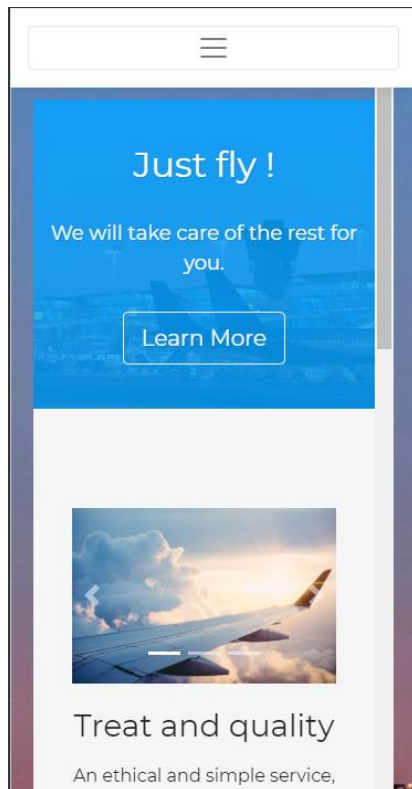 Just fly !
We will take care of the rest for
you.
Learn More
Treat and quality
An ethical and simple service,